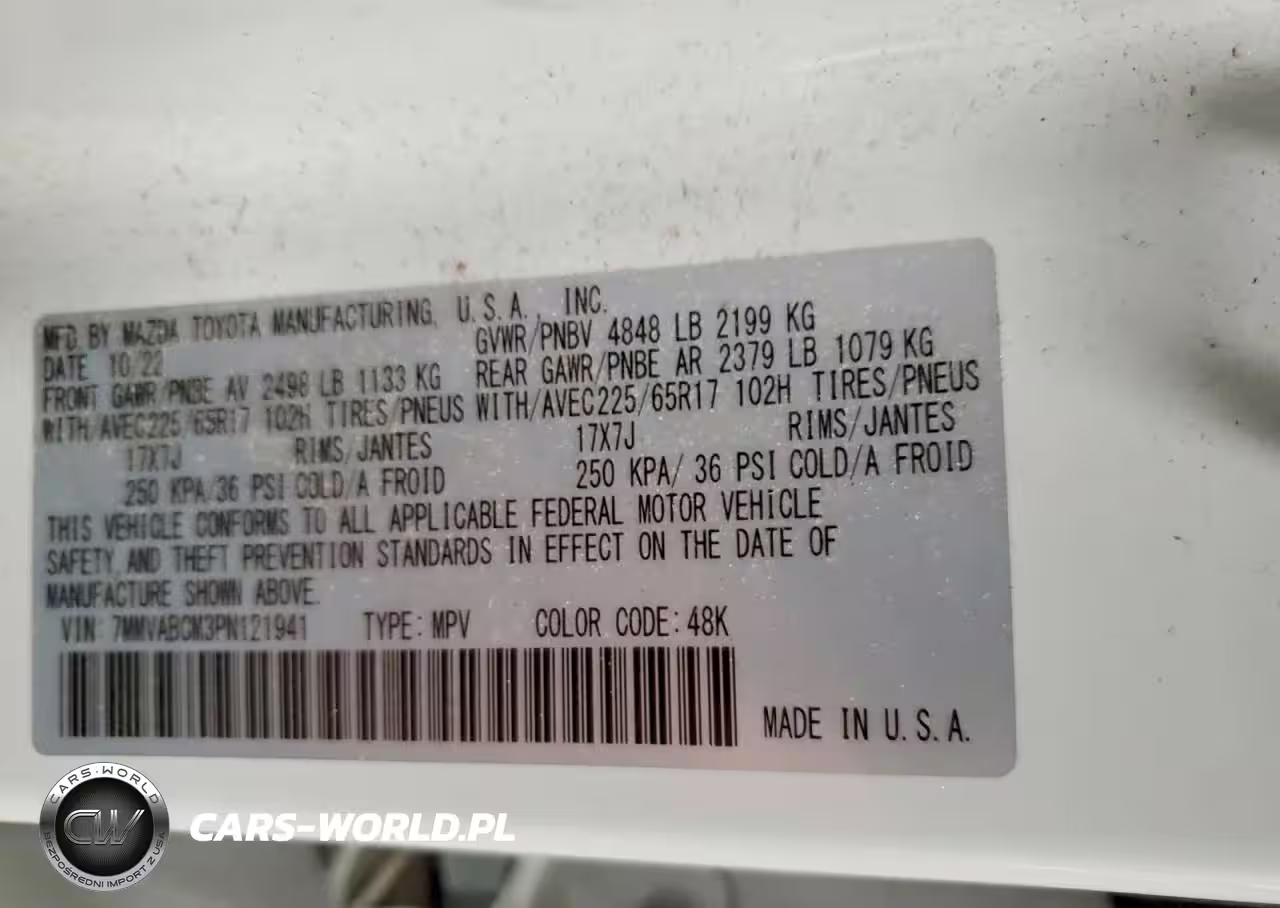 MFD. BY MAZDA TOYOTA MANUFACTURING, U.S.A., INC.
DATE 10/22 GVWR/PNBV 4848 LB 2199 KG
FRONT GAWR/PNBE AV 2498 LB 1133 KG REAR GAWR/PNBE AR 2379 LB 1079 KG
WITH/AVEC225/65R17 102H TIRES/PNEUS WITH/AVEC225/65R17 102H TIRES/PNEUS
17X7J RIMS/JANTES 17X7J RIMS/JANTES
250 KPA/36 PSI COLD/A FROID 250 KPA/ 36 PSI COLD/A FROID
THIS VEHICLE CONFORMS TO ALL APPLICABLE FEDERAL MOTOR VEHICLE
SAFETY AND THEFT PREVENTION STANDARDS IN EFFECT ON THE DATE OF
MANUFACTURE SHOWN ABOVE.
VIN: 7MMVABCM3PN121941 TYPE: MPV COLOR CODE: 48K
MADE IN U.S.A.
CARS-WORLD
CW
BEZPOŚREDNI IMPORT Z USA
CARS-WORLD.PL